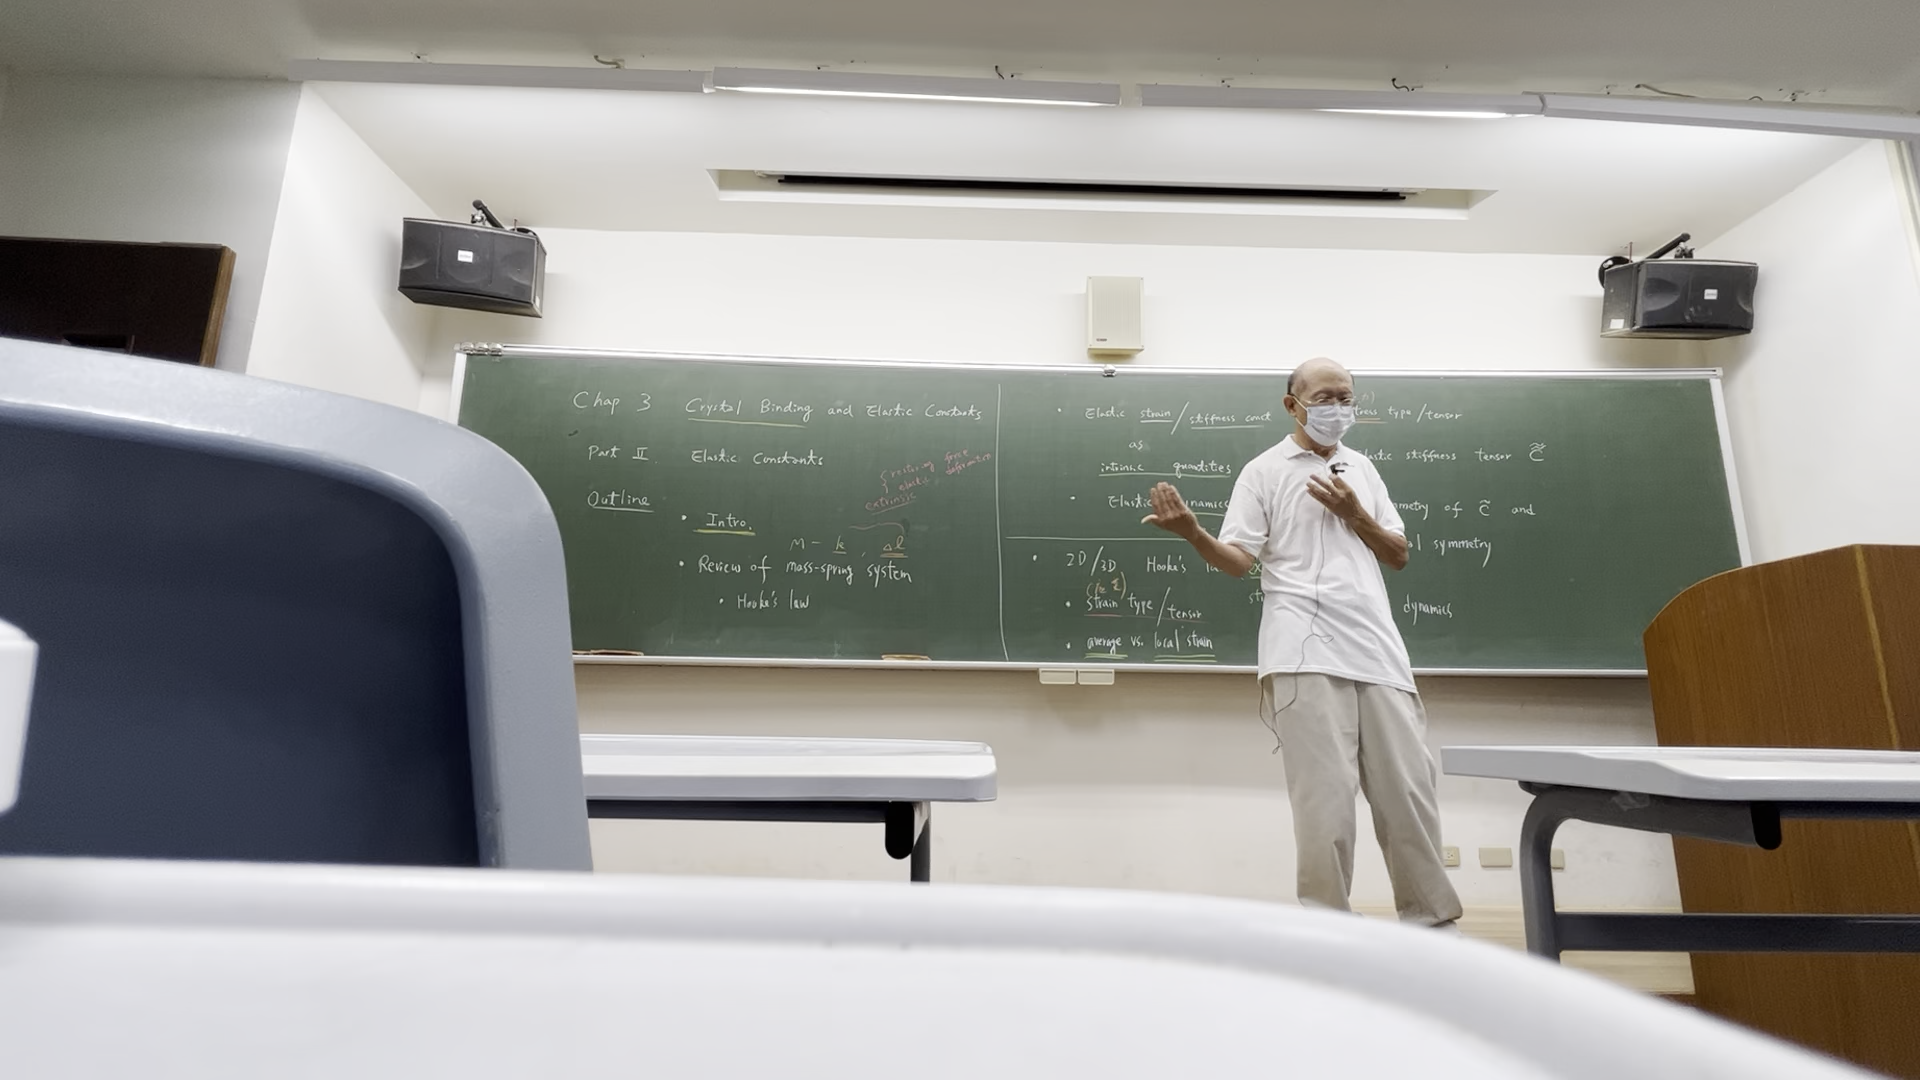 Chap 3 Crystal Binding and Elastic Constants
Part II. Elastic Constants
Outline
restoring force
elastic deformation
extrinsic
• Intro.
M - k, Δl
• Review of mass-spring system
• Hooke's law
• Elastic strain/stiffness const
as
intrinsic quantities
• Elastic dynamics
• 2D/3D Hooke's
• strain type/tensor
• average vs. local strain
stress type/tensor
stiffness tensor
of C̃ and
symmetry
dynamics